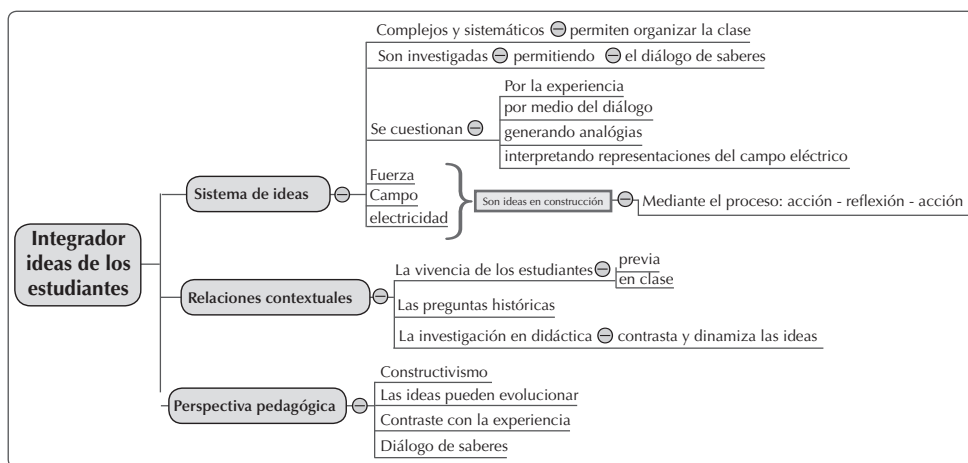 Integrador
ideas de los
estudiantes
Sistema de ideas
Complejos y sistemáticos permiten organizar la clase
Son investigadas permitiendo el diálogo de saberes
Se cuestionan
Por la experiencia
por medio del diálogo
generando analógias
interpretando representaciones del campo eléctrico
Fuerza
Campo
electricidad
Son ideas en construcción
Mediante el proceso: acción - reflexión - acción
Relaciones contextuales
La vivencia de los estudiantes
previa
en clase
Las preguntas históricas
La investigación en didáctica contrasta y dinamiza las ideas
Perspectiva pedagógica
Constructivismo
Las ideas pueden evolucionar
Contraste con la experiencia
Diálogo de saberes